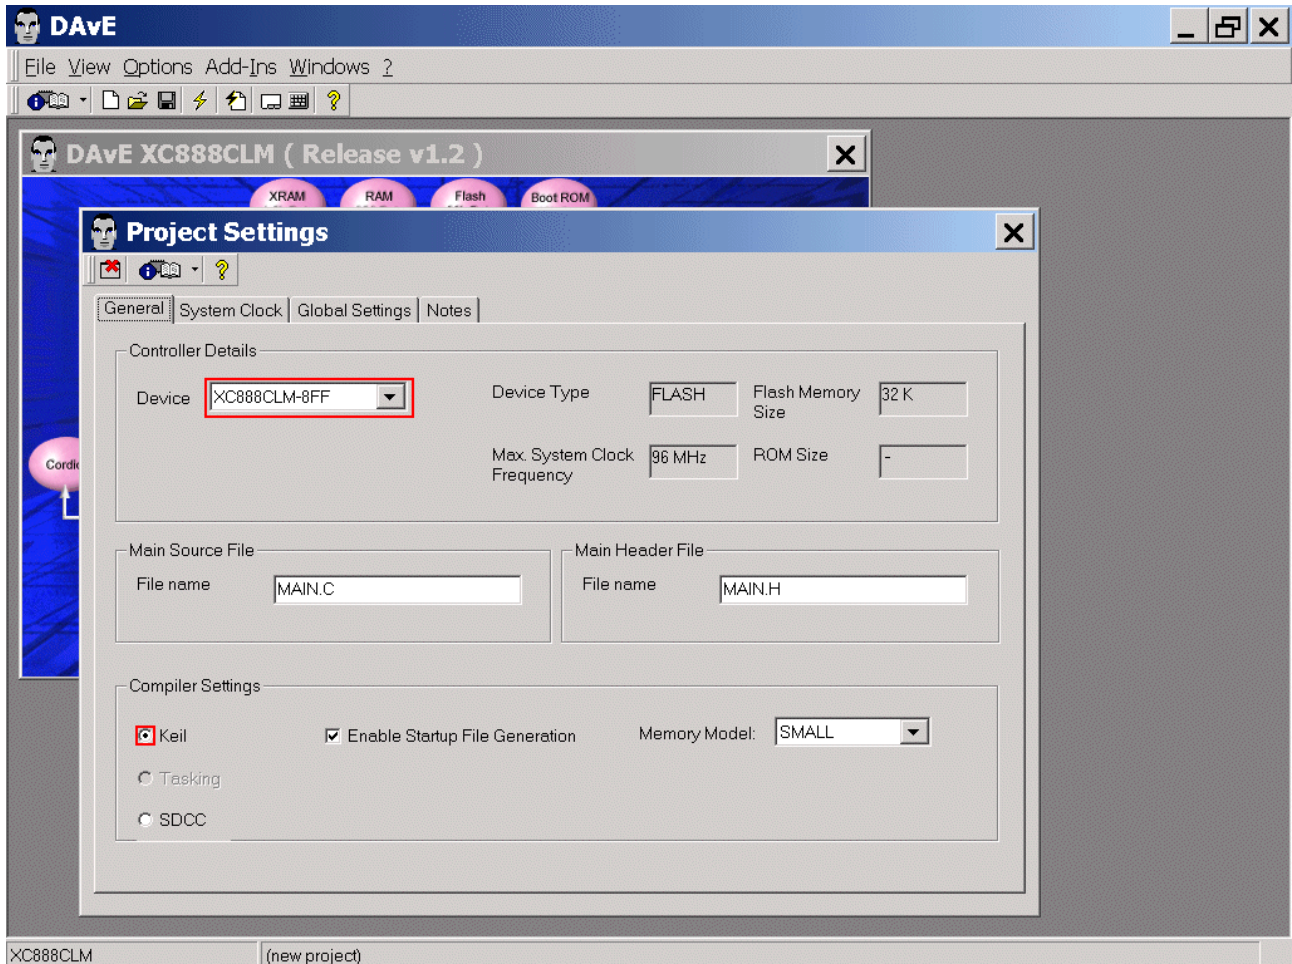 DAvE
File View Options Add-Ins Windows ?
DAvE XC888CLM ( Release v1.2 )
XRAM RAM Flash Boot ROM
Project Settings
General System Clock Global Settings Notes
Controller Details
Device XC888CLM-8FF Device Type FLASH Flash Memory Size 32 K
Max. System Clock Frequency 96 MHz ROM Size -
Main Source File Main Header File
File name MAIN.C File name MAIN.H
Compiler Settings
Keil Enable Startup File Generation Memory Model: SMALL
Tasking
SDCC
XC888CLM (new project)